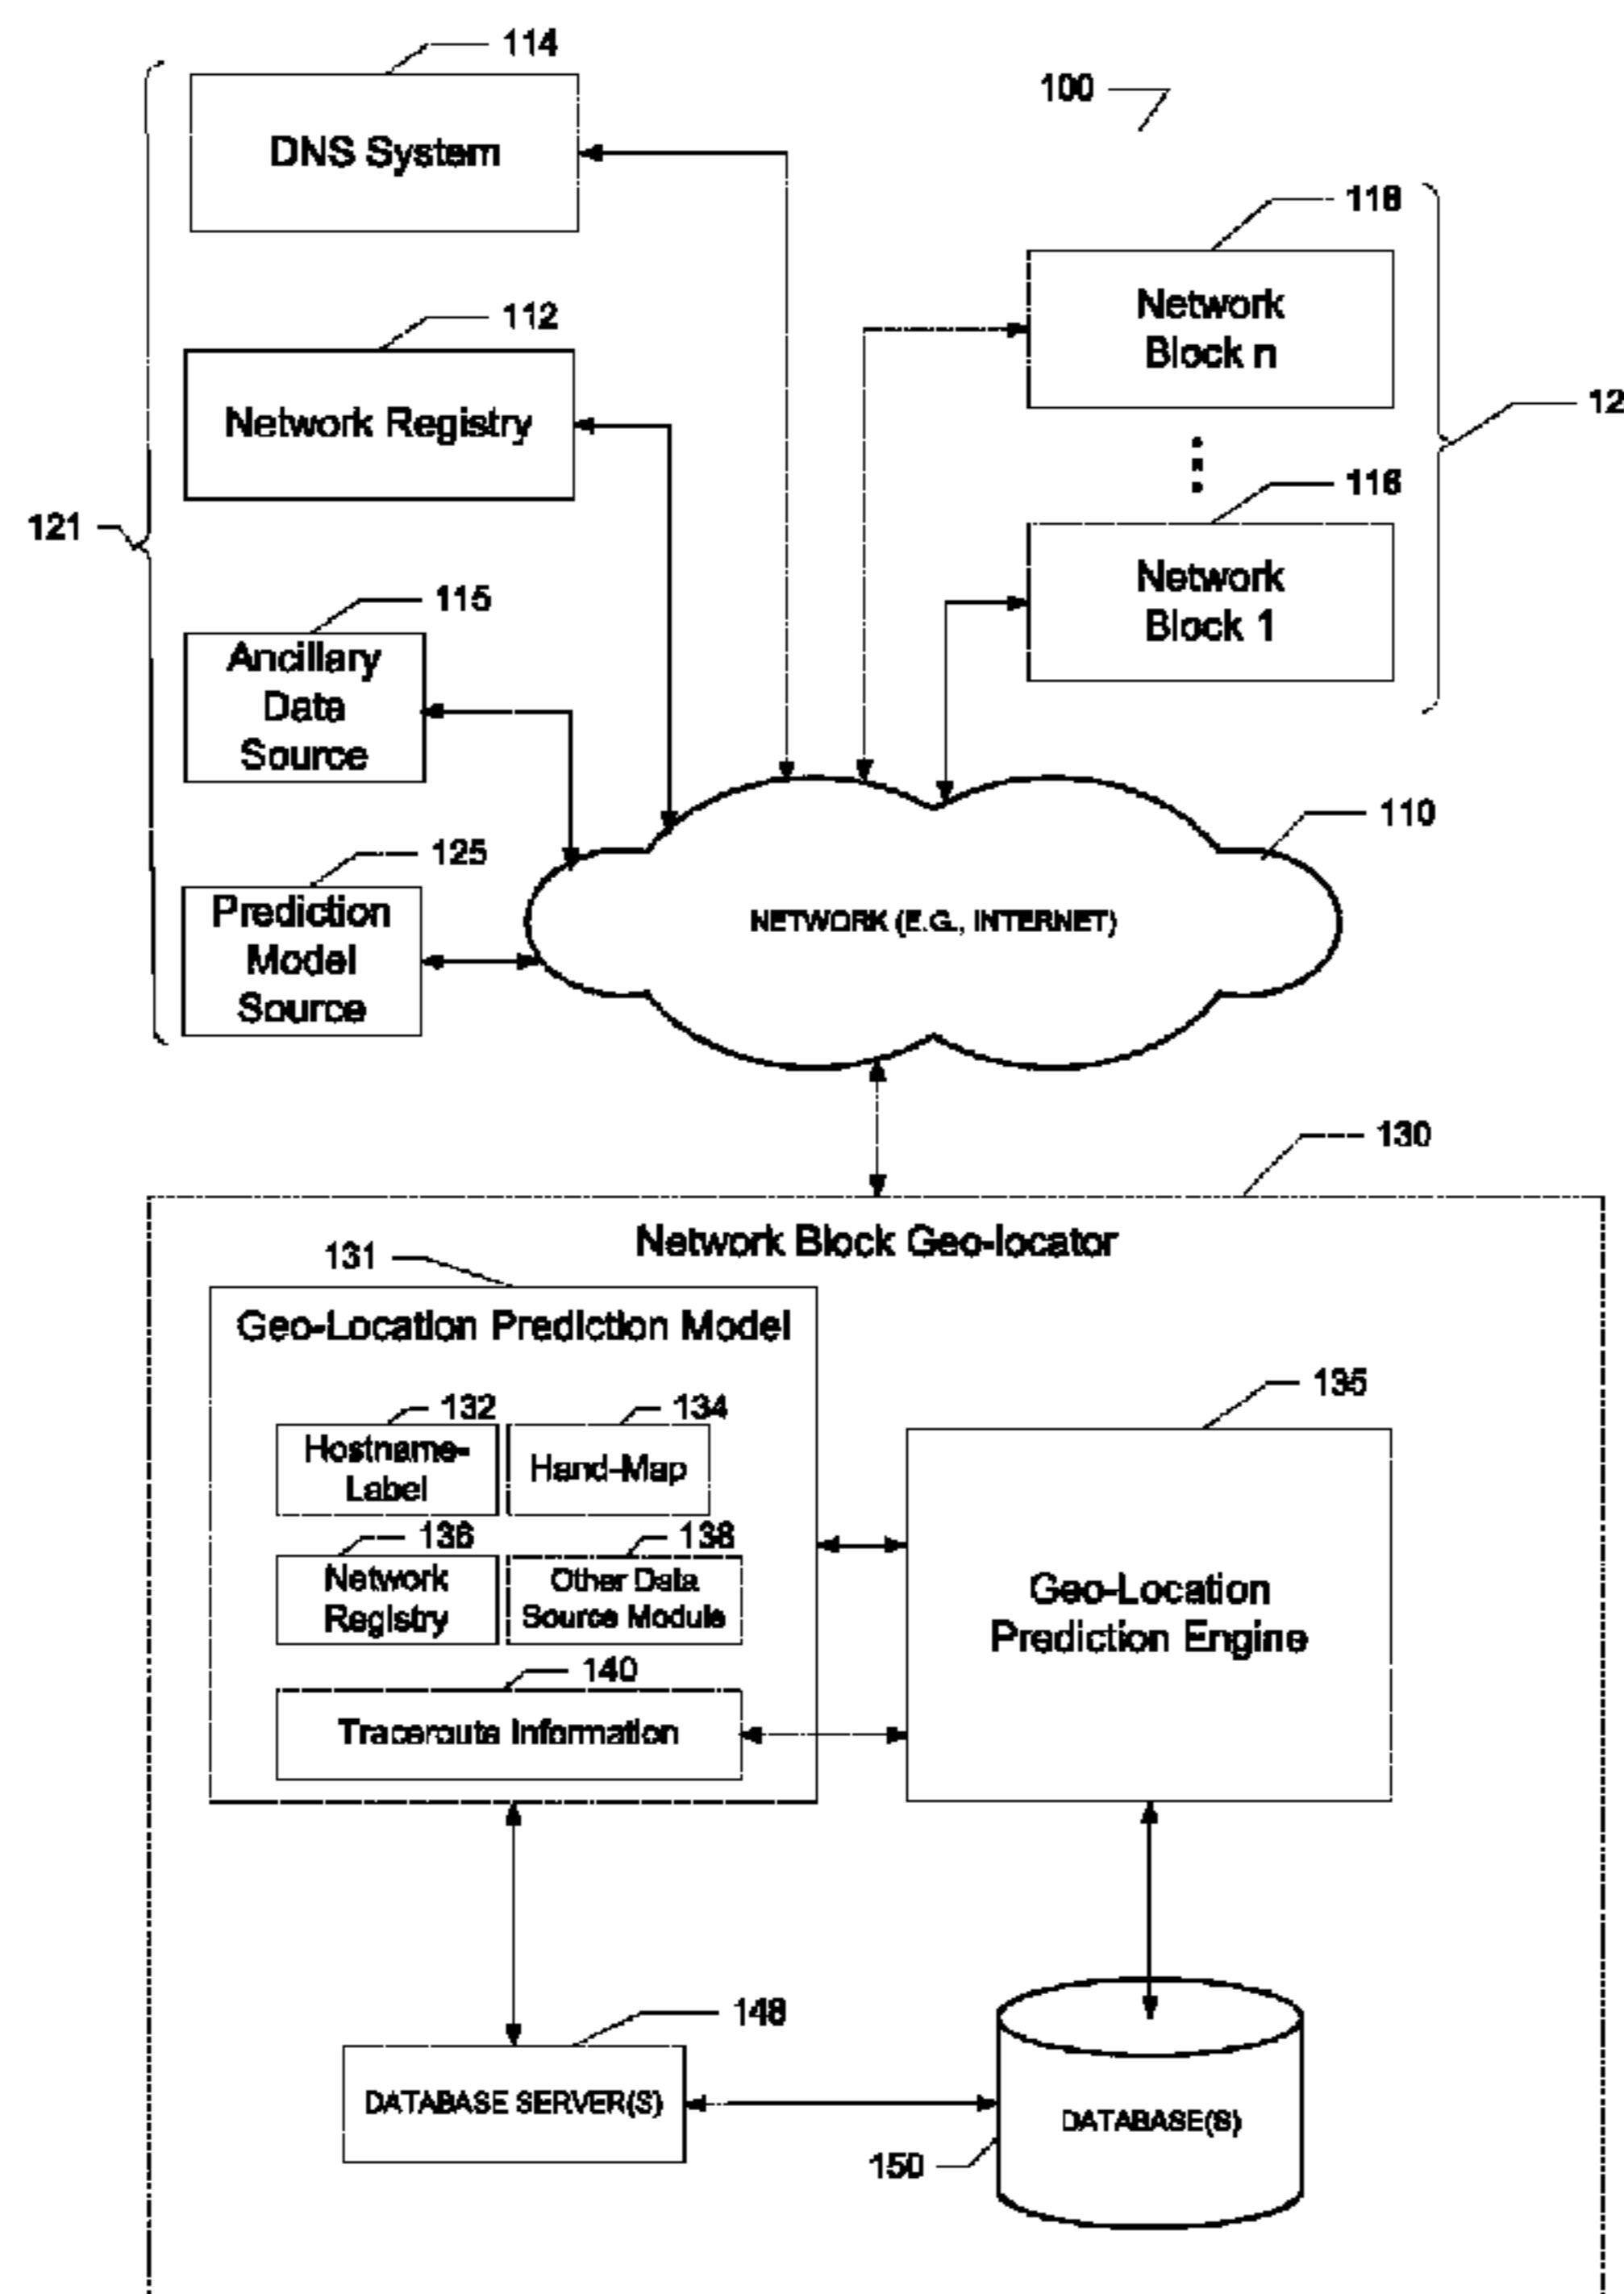 114
DNS System
100
118
Network
Block n
112
Network Registry
12
116
Network
Block 1
121
115
Ancillary
Data
Source
110
125
Prediction
Model
Source
NETWORK (E.G., INTERNET)
130
Network Block Geo-locator
131
Geo-Location Prediction Model
132
Hostname-
Label
134
Hand-Map
135
Geo-Location
Prediction Engine
136
Network
Registry
138
Other Data
Source Module
140
Traceroute Information
148
DATABASE SERVER(S)
DATABASE(S)
150